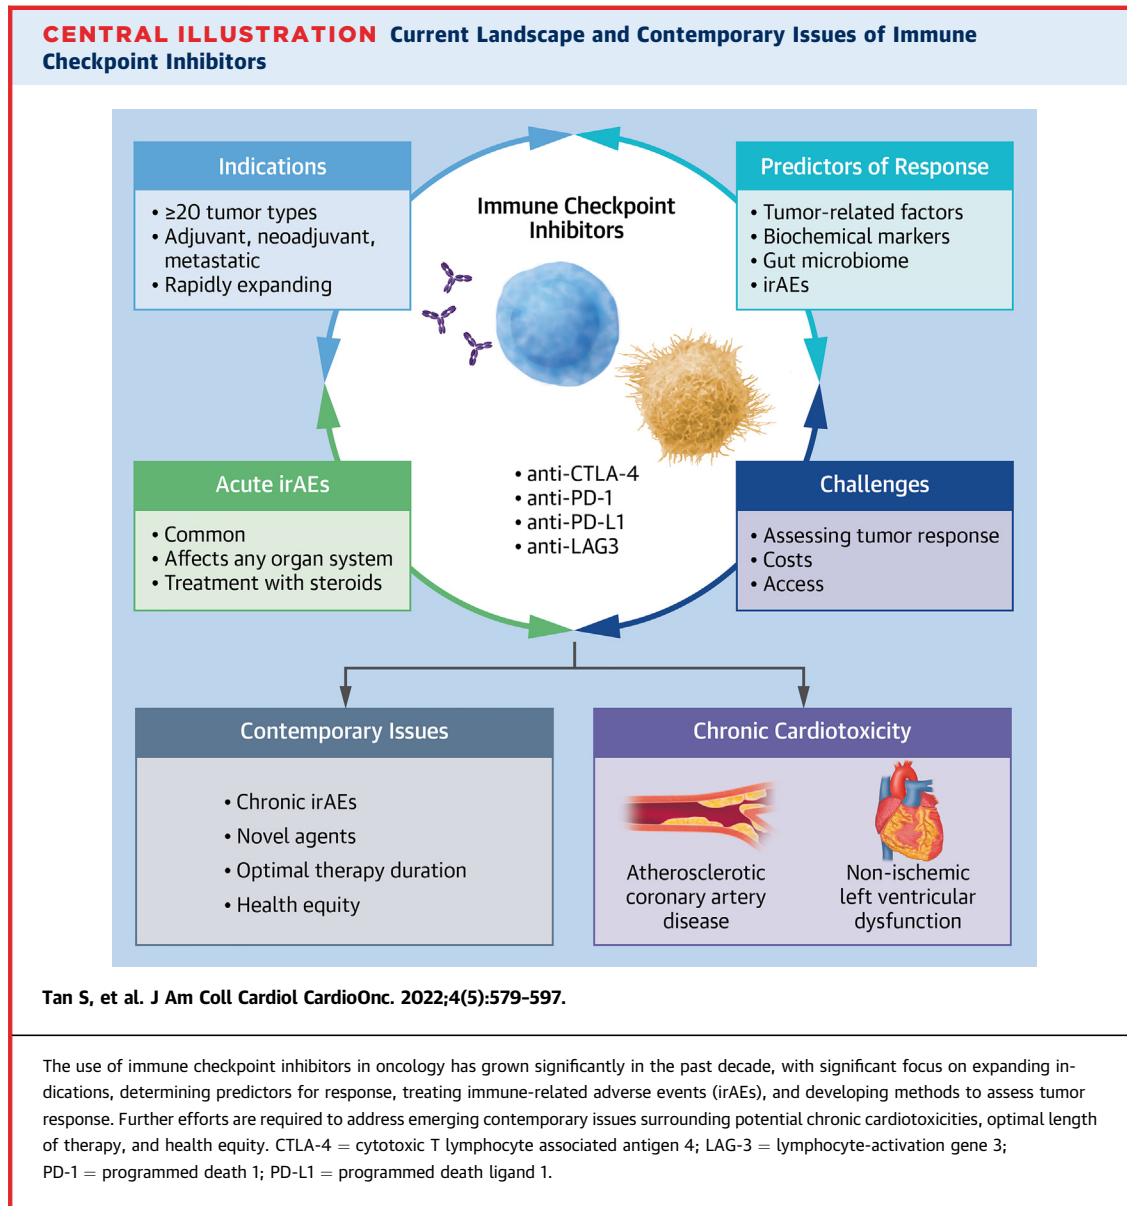 CENTRAL ILLUSTRATION Current Landscape and Contemporary Issues of Immune
Checkpoint Inhibitors
Indications
• ≥20 tumor types
• Adjuvant, neoadjuvant,
metastatic
• Rapidly expanding
Predictors of Response
• Tumor-related factors
• Biochemical markers
• Gut microbiome
• irAEs
Immune Checkpoint
Inhibitors
• anti-CTLA-4
• anti-PD-1
• anti-PD-L1
• anti-LAG3
Acute irAEs
• Common
• Affects any organ system
• Treatment with steroids
Challenges
• Assessing tumor response
• Costs
• Access
Contemporary Issues
• Chronic irAEs
• Novel agents
• Optimal therapy duration
• Health equity
Chronic Cardiotoxicity
Atherosclerotic
coronary artery
disease
Non-ischemic
left ventricular
dysfunction
Tan S, et al. J Am Coll Cardiol CardioOnc. 2022;4(5):579–597.
The use of immune checkpoint inhibitors in oncology has grown significantly in the past decade, with significant focus on expanding in-
dications, determining predictors for response, treating immune-related adverse events (irAEs), and developing methods to assess tumor
response. Further efforts are required to address emerging contemporary issues surrounding potential chronic cardiotoxicities, optimal length
of therapy, and health equity. CTLA-4 = cytotoxic T lymphocyte associated antigen 4; LAG-3 = lymphocyte-activation gene 3;
PD-1 = programmed death 1; PD-L1 = programmed death ligand 1.